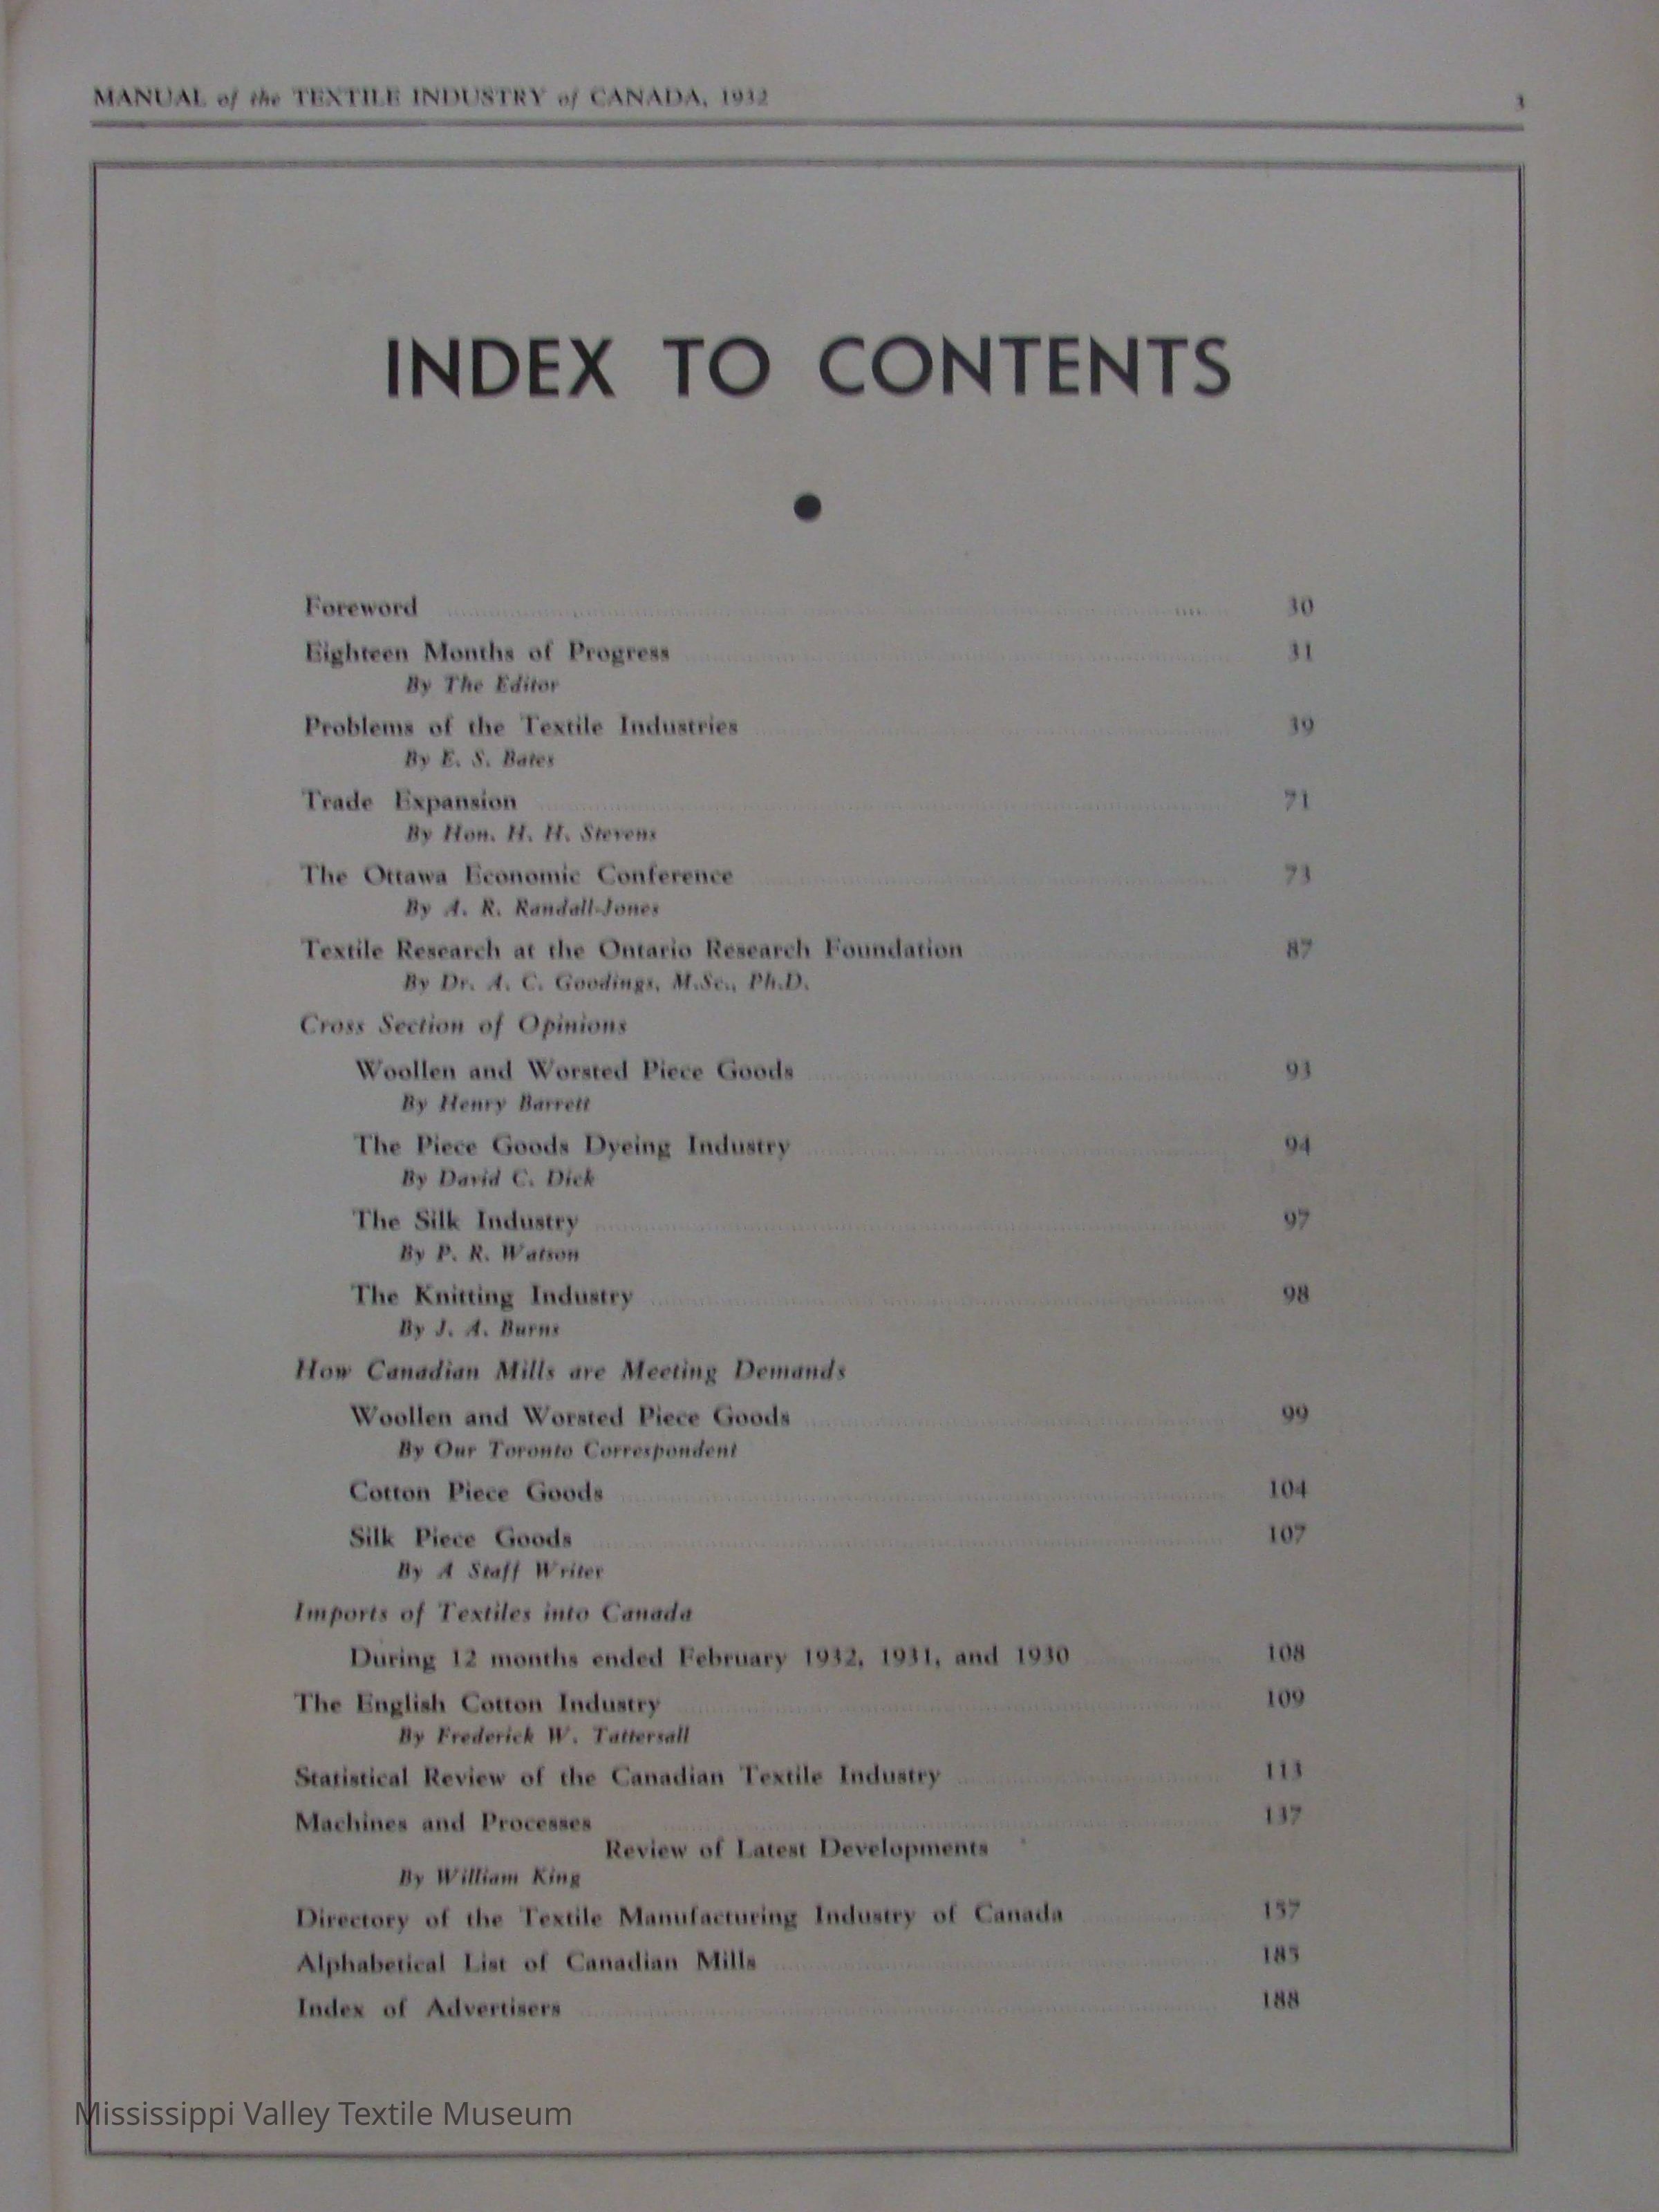 MANUAL of the TEXTILE INDUSTRY of CANADA, 1932
INDEX TO CONTENTS
Foreword
Eighteen Months of Progress
By The Editor
Problems of the Textile Industries
By E. S. Bates
Trade Expansion 71
By Hon. H. H. Stevens
The Ottawa Economic Conference 73
By A. R. Randall-Jones
Textile Research at the Ontario Research Foundation 87
By Dr. A. C. Goodings, M.Sc., Ph.D.
Cross Section of Opinions
Woollen and Worsted Piece Goods 93
By Henry Barrett
The Piece Goods Dyeing Industry 94
By David C. Dick
The Silk Industry 97
By P. R. Watson
The Knitting Industry 98
By J. A. Burns
How Canadian Mills are Meeting Demands
Woollen and Worsted Piece Goods 99
By Our Toronto Correspondent
Cotton Piece Goods 104
Silk Piece Goods 107
By A Staff Writer
Imports of Textiles into Canada
During 12 months ended February 1932, 1931, and 1930 108
The English Cotton Industry 109
By Frederick W. Tattersall
Statistical Review of the Canadian Textile Industry 113
Machines and Processes 137
Review of Latest Developments
By William King
Directory of the Textile Manufacturing Industry of Canada 157
Alphabetical List of Canadian Mills 185
Index of Advertisers 188
Mississippi Valley Textile Museum